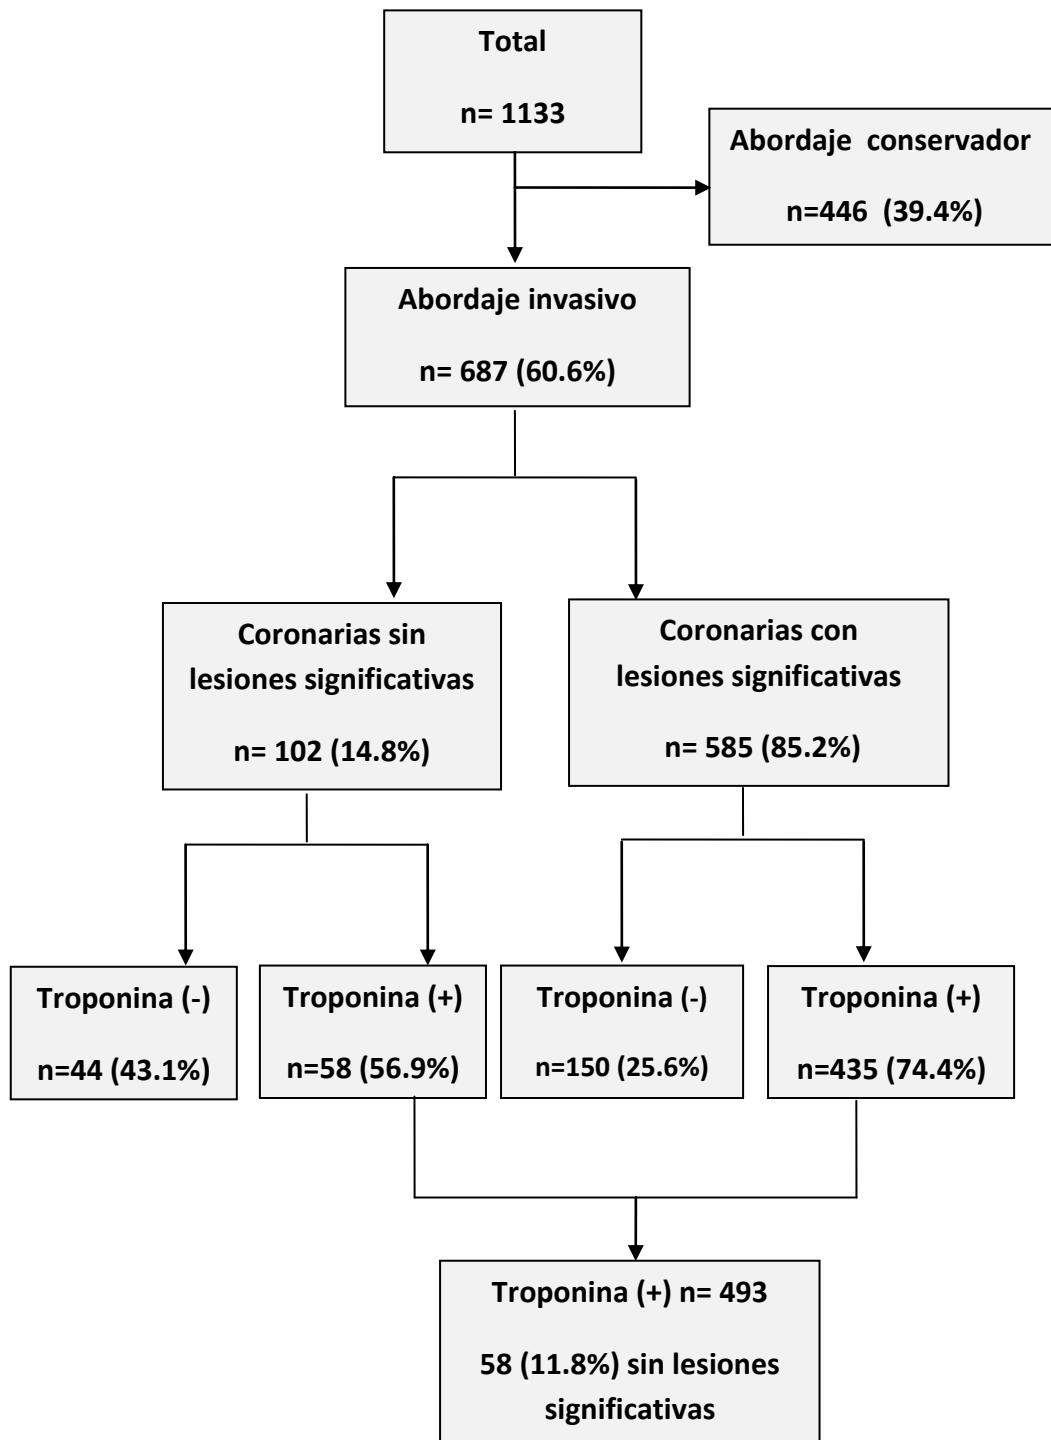 Total
n= 1133
Abordaje conservador
n=446 (39.4%)
Abordaje invasivo
n= 687 (60.6%)
Coronarias sin
lesiones significativas
n= 102 (14.8%)
Coronarias con
lesiones significativas
n= 585 (85.2%)
Troponina (-)
n=44 (43.1%)
Troponina (+)
n=58 (56.9%)
Troponina (-)
n=150 (25.6%)
Troponina (+)
n=435 (74.4%)
Troponina (+) n= 493
58 (11.8%) sin lesiones
significativas